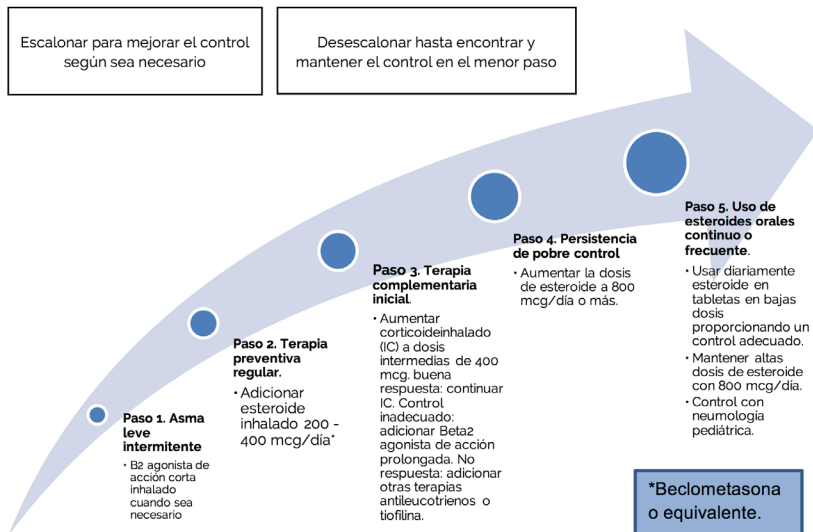 Escalonar para mejorar el control
según sea necesario
Desescalonar hasta encontrar y
mantener el control en el menor paso
Paso 1. Asma
leve
intermitente
• B2 agonista de
acción corta
inhalado
cuando sea
necesario
Paso 2. Terapia
preventiva
regular.
• Adicionar
esteroide
inhalado 200 -
400 mcg/día*
Paso 3. Terapia
complementaria
inicial.
• Aumentar
corticoideinhalado
(IC) a dosis
intermedias de 400
mcg. buena
respuesta: continuar
IC. Control
inadecuado:
adicionar Beta2
agonista de acción
prolongada. No
respuesta: adicionar
otras terapias
antileucotrienos o
tiofilina.
Paso 4. Persistencia
de pobre control
• Aumentar la dosis
de esteroide a 800
mcg/día o más.
Paso 5. Uso de
esteroides orales
continuo o
frecuente.
• Usar diariamente
esteroide en
tabletas en bajas
dosis
proporcionando un
control adecuado.
• Mantener altas
dosis de esteroide
con 800 mcg/día.
• Control con
neumología
pediátrica.
*Beclometasona
o equivalente.